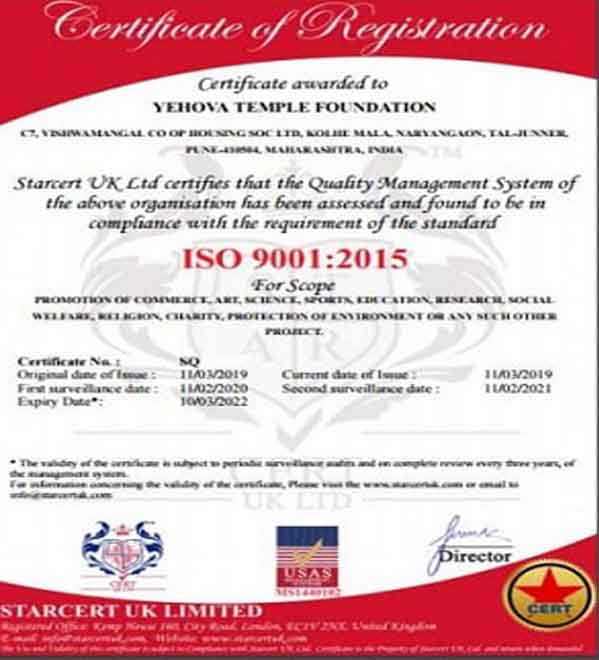 Certificate of Registration
Certificate awarded to
YEHOVA TEMPLE FOUNDATION
C7, VISHWAMANGAL CO OP HOUSING SOC LTD, KOLHE MALA, NARYANGAON, TAL-JUNNER,
PUNE-410504, MAHARASHTRA, INDIA
TM
Starcert UK Ltd certifies that the Quality Management System of
the above organisation has been assessed and found to be in
compliance with the requirement of the standard
ISO 9001:2015
For Scope
PROMOTION OF COMMERCE, ART, SCIENCE, SPORTS, EDUCATION, RESEARCH, SOCIAL
WELFARE, RELIGION, CHARITY, PROTECTION OF ENVIRONMENT OR ANY SUCH OTHER
PROJECT.
Certificate No. : SQ
Original date of Issue : 11/03/2019 Current date of Issue : 11/03/2019
First surveillance date : 11/02/2020 Second surveillance date : 11/02/2021
Expiry Date*: 10/03/2022
* The validity of the certificate is subject to periodic surveillance audits and on complete review every three years, of
the management system.
For information concerning the validity of the certificate, Please visit the www.starcertuk.com or email to
info@starcertuk.com
CERT
UK LTD
CERT
USAS
MS1440102
Director
CERT
STARCERT UK LIMITED
Registered Office: Kemp House 160, City Road, London, EC1V 2NX, United Kingdom
E-mail: info@starcertuk.com, Website: www.starcertuk.com
The Use and Validity of this certificate is subject to Compliance with Starcert UK Ltd. Certificate is the Property of Starcert UK Ltd and return when demanded